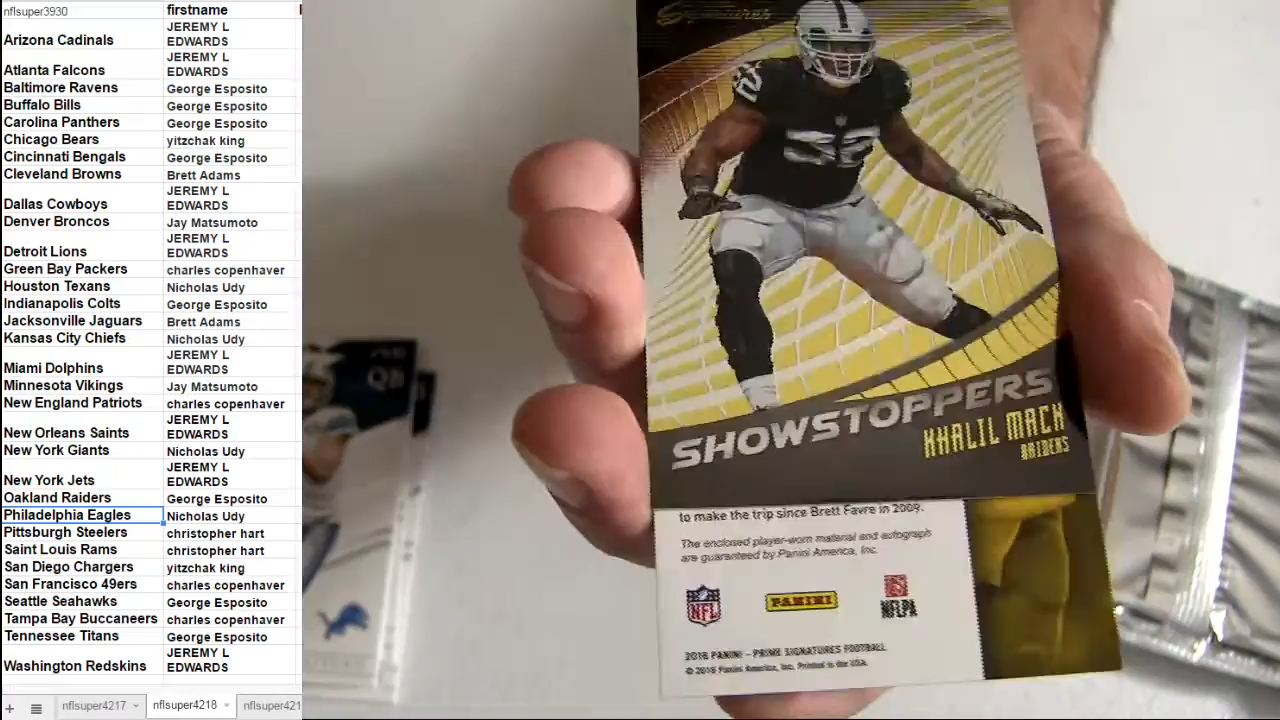 nflsuper3930 firstname
Arizona Cadinals JEREMY L EDWARDS
Atlanta Falcons JEREMY L EDWARDS
Baltimore Ravens George Esposito
Buffalo Bills George Esposito
Carolina Panthers George Esposito
Chicago Bears yitzchak king
Cincinnati Bengals George Esposito
Cleveland Browns Brett Adams
Dallas Cowboys JEREMY L EDWARDS
Denver Broncos Jay Matsumoto
Detroit Lions JEREMY L EDWARDS
Green Bay Packers charles copenhaver
Houston Texans Nicholas Udy
Indianapolis Colts George Esposito
Jacksonville Jaguars Brett Adams
Kansas City Chiefs Nicholas Udy
Miami Dolphins JEREMY L EDWARDS
Minnesota Vikings Jay Matsumoto
New England Patriots charles copenhaver
New Orleans Saints JEREMY L EDWARDS
New York Giants Nicholas Udy
New York Jets JEREMY L EDWARDS
Oakland Raiders George Esposito
Philadelphia Eagles Nicholas Udy
Pittsburgh Steelers christopher hart
Saint Louis Rams christopher hart
San Diego Chargers yitzchak king
San Francisco 49ers charles copenhaver
Seattle Seahawks George Esposito
Tampa Bay Buccaneers charles copenhaver
Tennessee Titans George Esposito
Washington Redskins JEREMY L EDWARDS
nflsuper4217 nflsuper4218 nflsuper421
Signatures
52
52
SHOWSTOPPERS
KHALIL MACK
RAIDERS
to make the trip since Brett Favre in 2009.
The enclosed player-worn material and autograph
are guaranteed by Panini America, Inc.
NFL PANINI NFLPA
2016 PANINI - PRIME SIGNATURES FOOTBALL
© 2016 Panini America, Inc. Printed in the USA.
QB